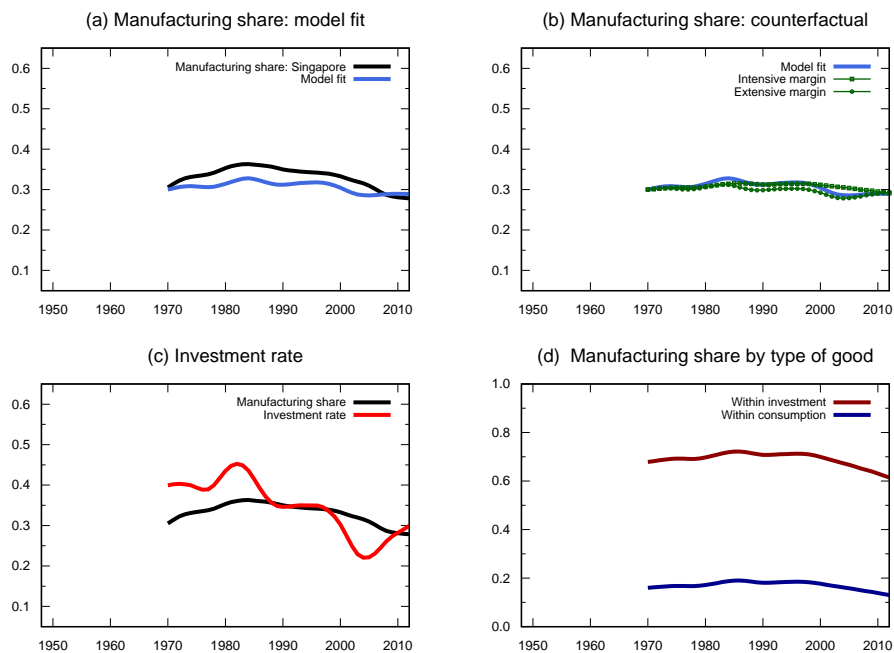 (a) Manufacturing share: model fit
0.6
0.5
0.4
0.3
0.2
0.1
1950 1960 1970 1980 1990 2000 2010
Manufacturing share: Singapore
Model fit
(b) Manufacturing share: counterfactual
0.6
0.5
0.4
0.3
0.2
0.1
1950 1960 1970 1980 1990 2000 2010
Model fit
Intensive margin
Extensive margin
(c) Investment rate
0.6
0.5
0.4
0.3
0.2
0.1
1950 1960 1970 1980 1990 2000 2010
Manufacturing share
Investment rate
(d) Manufacturing share by type of good
1.0
0.8
0.6
0.4
0.2
0.0
1950 1960 1970 1980 1990 2000 2010
Within investment
Within consumption